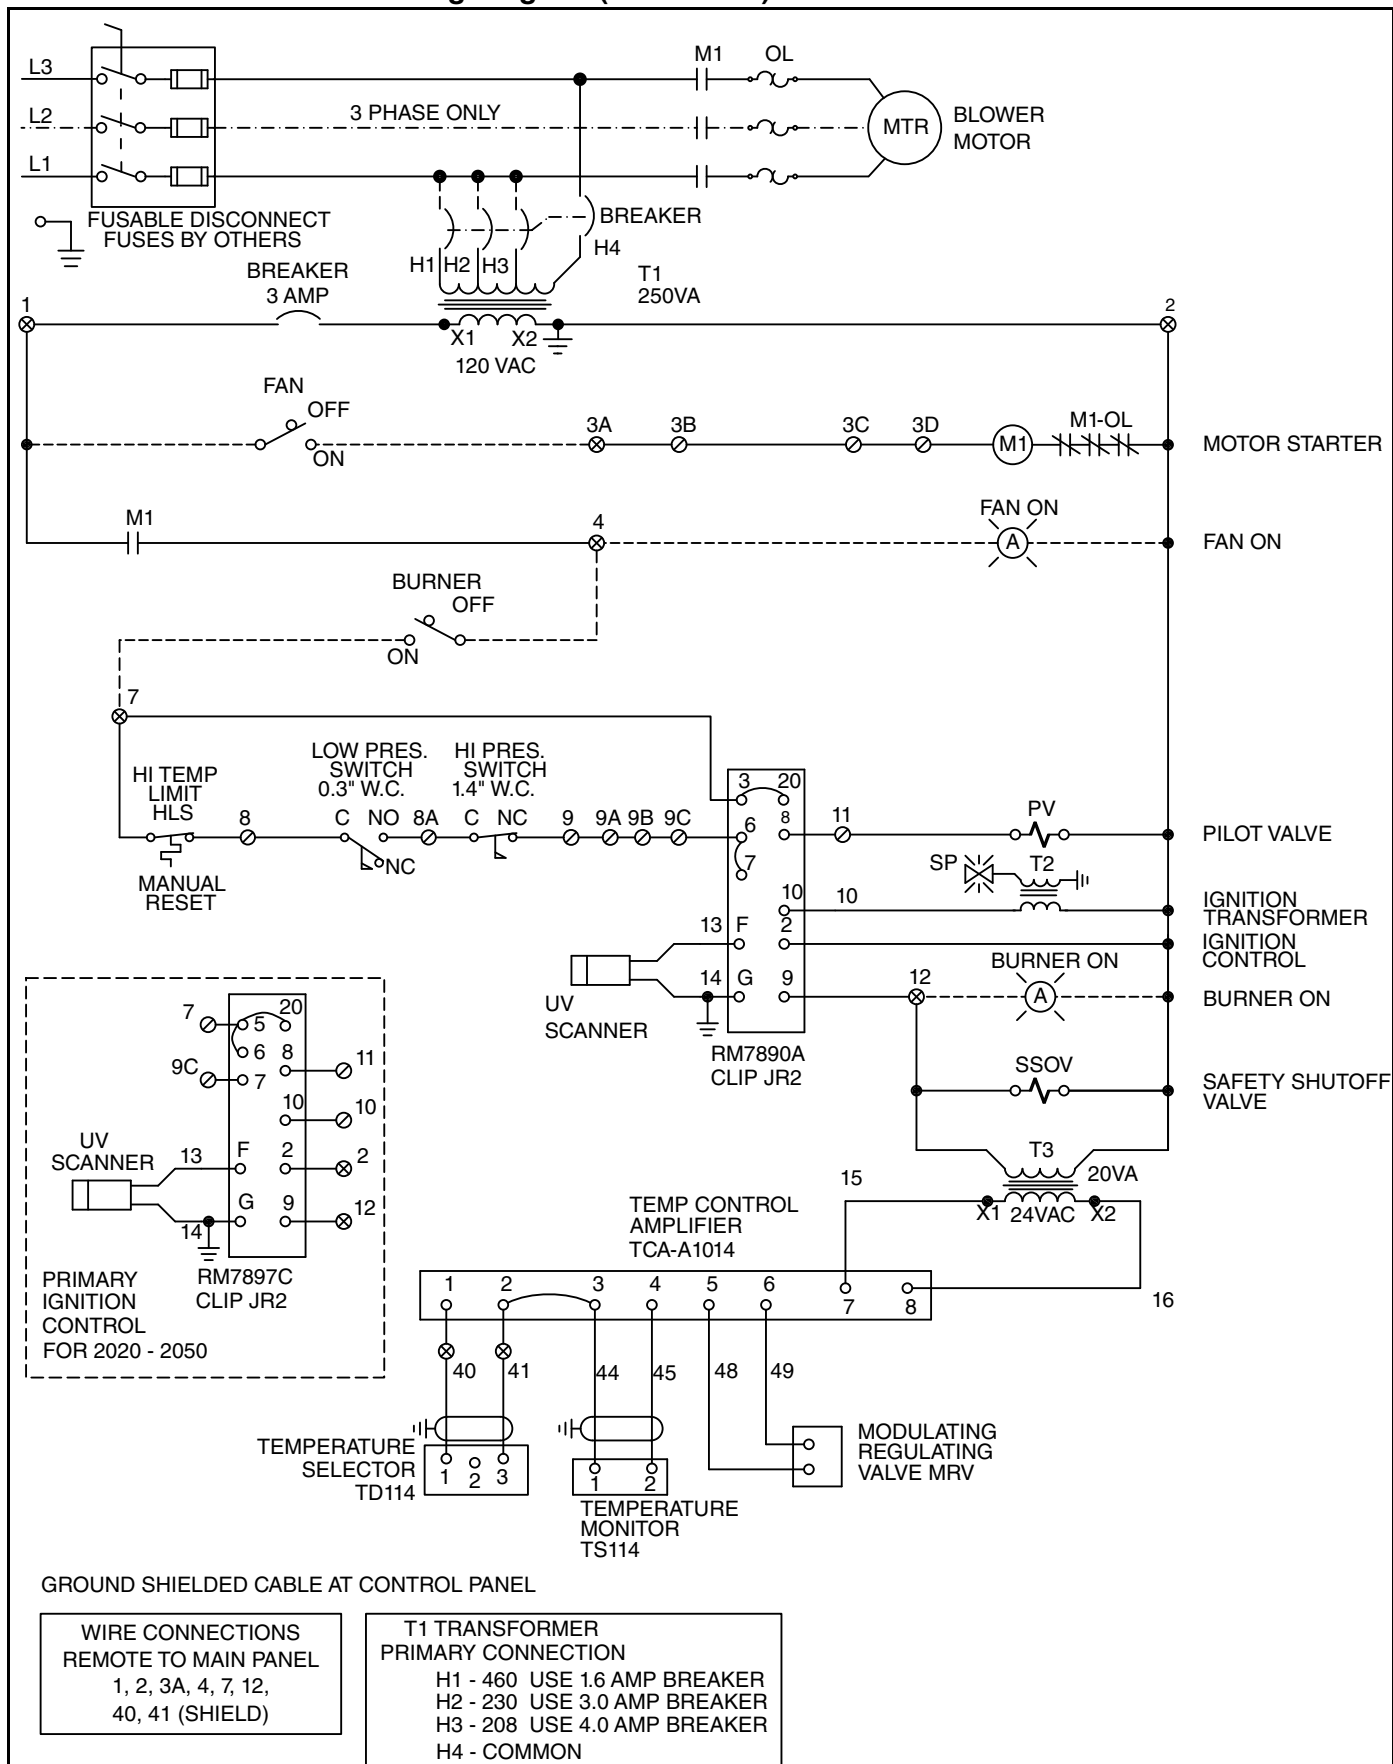 L3
L2
L1
3 PHASE ONLY
M1
OL
MTR
BLOWER
MOTOR
FUSABLE DISCONNECT
FUSES BY OTHERS
BREAKER
H4
H1
H2
H3
T1
250VA
BREAKER
3 AMP
1
X1
X2
120 VAC
2
FAN
OFF
ON
3A
3B
3C
3D
M1
M1-OL
MOTOR STARTER
M1
4
FAN ON
A
FAN ON
BURNER
OFF
ON
7
HI TEMP
LIMIT
HLS
MANUAL
RESET
8
LOW PRES.
SWITCH
0.3" W.C.
C
NO
NC
8A
HI PRES.
SWITCH
1.4" W.C.
C
NC
9
9A
9B
9C
3
20
6
8
7
10
F
2
G
9
RM7890A
CLIP JR2
11
PV
PILOT VALVE
SP
T2
10
IGNITION
TRANSFORMER
IGNITION
CONTROL
13
14
UV
SCANNER
12
BURNER ON
A
BURNER ON
SSOV
SAFETY SHUTOFF
VALVE
T3
20VA
X1
24VAC
X2
15
16
7
5
20
6
8
9C
7
11
10
10
UV
SCANNER
13
F
2
2
14
G
9
12
RM7897C
CLIP JR2
PRIMARY
IGNITION
CONTROL
FOR 2020 - 2050
TEMP CONTROL
AMPLIFIER
TCA-A1014
1
2
3
4
5
6
7
8
40
41
44
45
48
49
TEMPERATURE
SELECTOR
TD114
1
2
3
1
2
TEMPERATURE
MONITOR
TS114
MODULATING
REGULATING
VALVE MRV
GROUND SHIELDED CABLE AT CONTROL PANEL
WIRE CONNECTIONS
REMOTE TO MAIN PANEL
1, 2, 3A, 4, 7, 12,
40, 41 (SHIELD)
T1 TRANSFORMER
PRIMARY CONNECTION
H1 - 460 USE 1.6 AMP BREAKER
H2 - 230 USE 3.0 AMP BREAKER
H3 - 208 USE 4.0 AMP BREAKER
H4 - COMMON